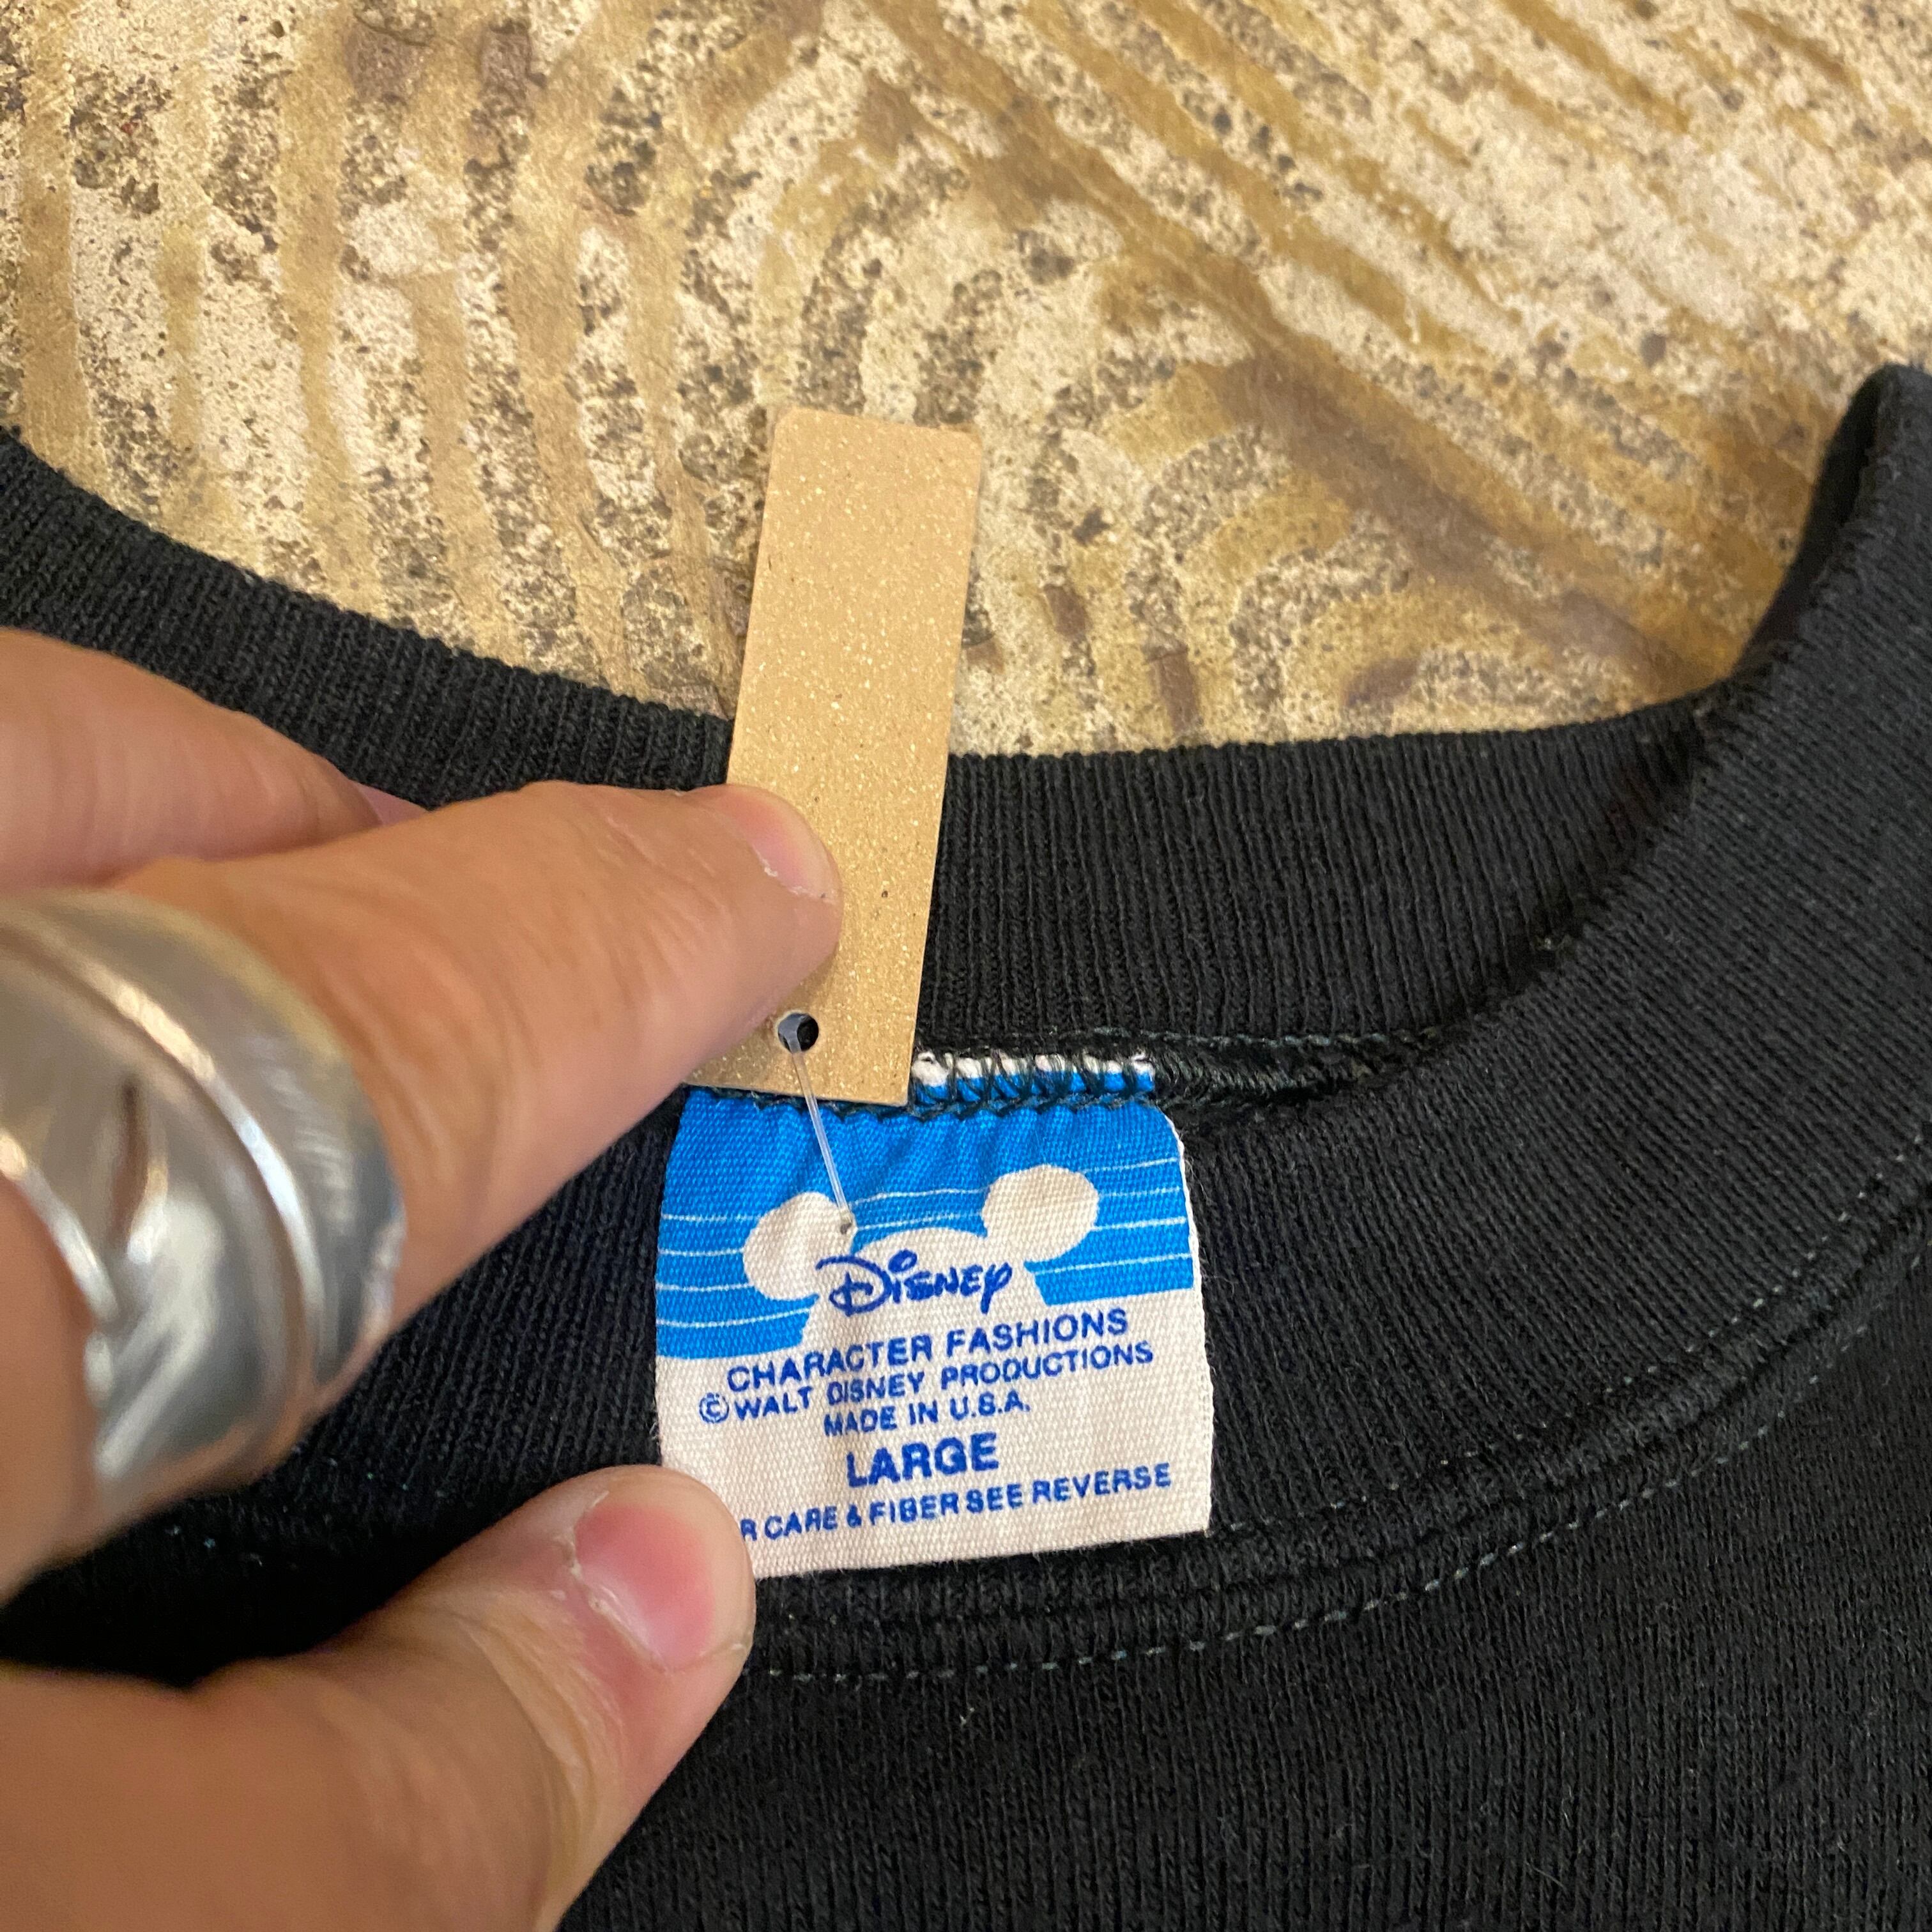 Disney
CHARACTER FASHIONS
©WALT DISNEY PRODUCTIONS
MADE IN U.S.A.
LARGE
R CARE & FIBER SEE REVERSE